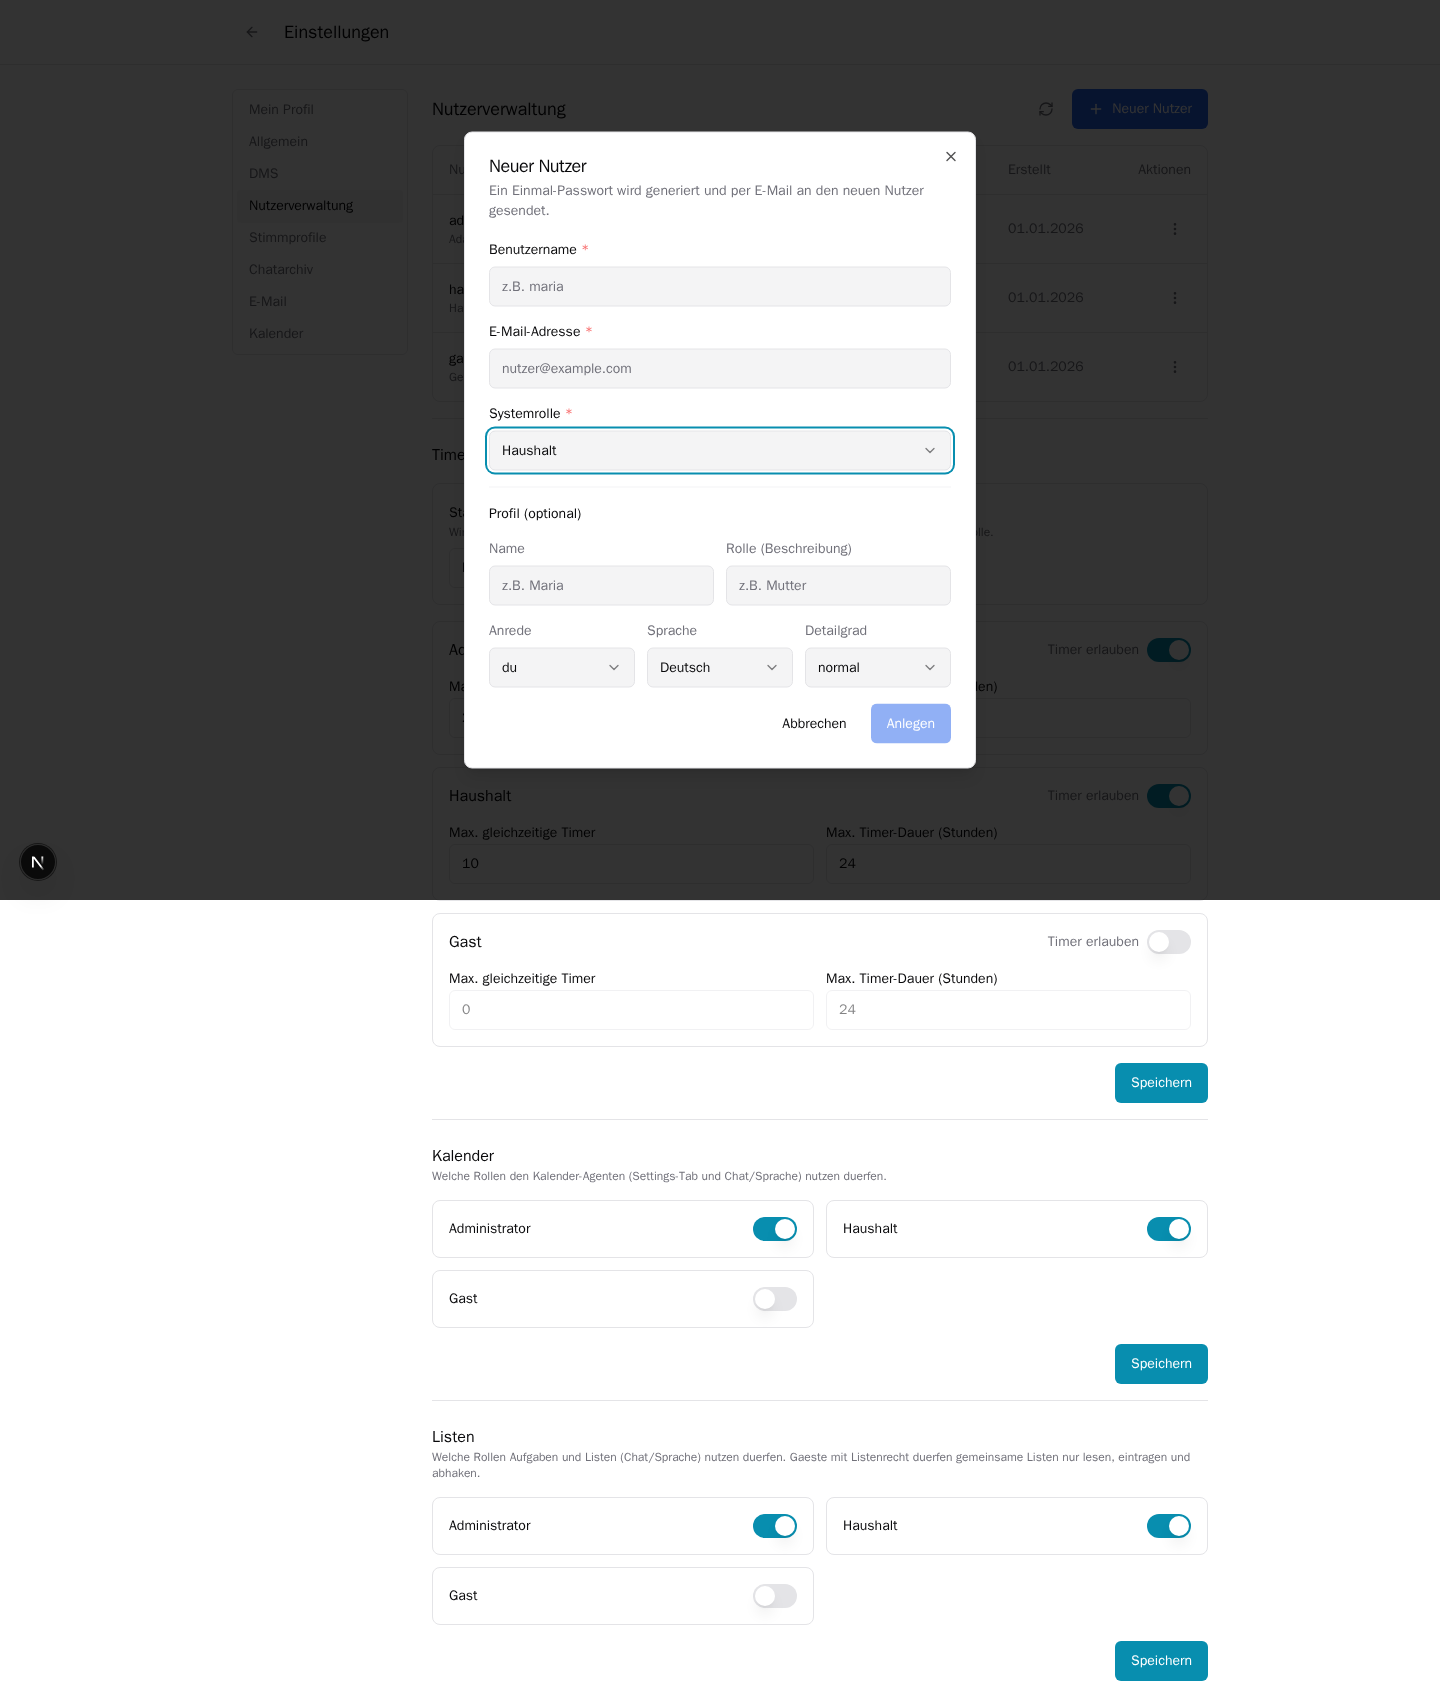 Einstellungen
Mein Profil
Allgemein
DMS
Nutzerverwaltung
Stimmprofile
Chatarchiv
E-Mail
Kalender
Nutzerverwaltung
Neuer Nutzer
Erstellt
Aktionen
01.01.2026
01.01.2026
01.01.2026
Neuer Nutzer
Ein Einmal-Passwort wird generiert und per E-Mail an den neuen Nutzer
gesendet.
Benutzername *
z.B. maria
E-Mail-Adresse *
nutzer@example.com
Systemrolle *
Haushalt
Profil (optional)
Name
Rolle (Beschreibung)
z.B. Maria
z.B. Mutter
Anrede
Sprache
Detailgrad
du
Deutsch
normal
Abbrechen
Anlegen
Timer erlauben
Haushalt
Timer erlauben
Max. gleichzeitige Timer
Max. Timer-Dauer (Stunden)
10
24
N
Gast
Timer erlauben
Max. gleichzeitige Timer
Max. Timer-Dauer (Stunden)
0
24
Speichern
Kalender
Welche Rollen den Kalender-Agenten (Settings-Tab und Chat/Sprache) nutzen duerfen.
Administrator
Haushalt
Gast
Speichern
Listen
Welche Rollen Aufgaben und Listen (Chat/Sprache) nutzen duerfen. Gaeste mit Listenrecht duerfen gemeinsame Listen nur lesen, eintragen und
abhaken.
Administrator
Haushalt
Gast
Speichern